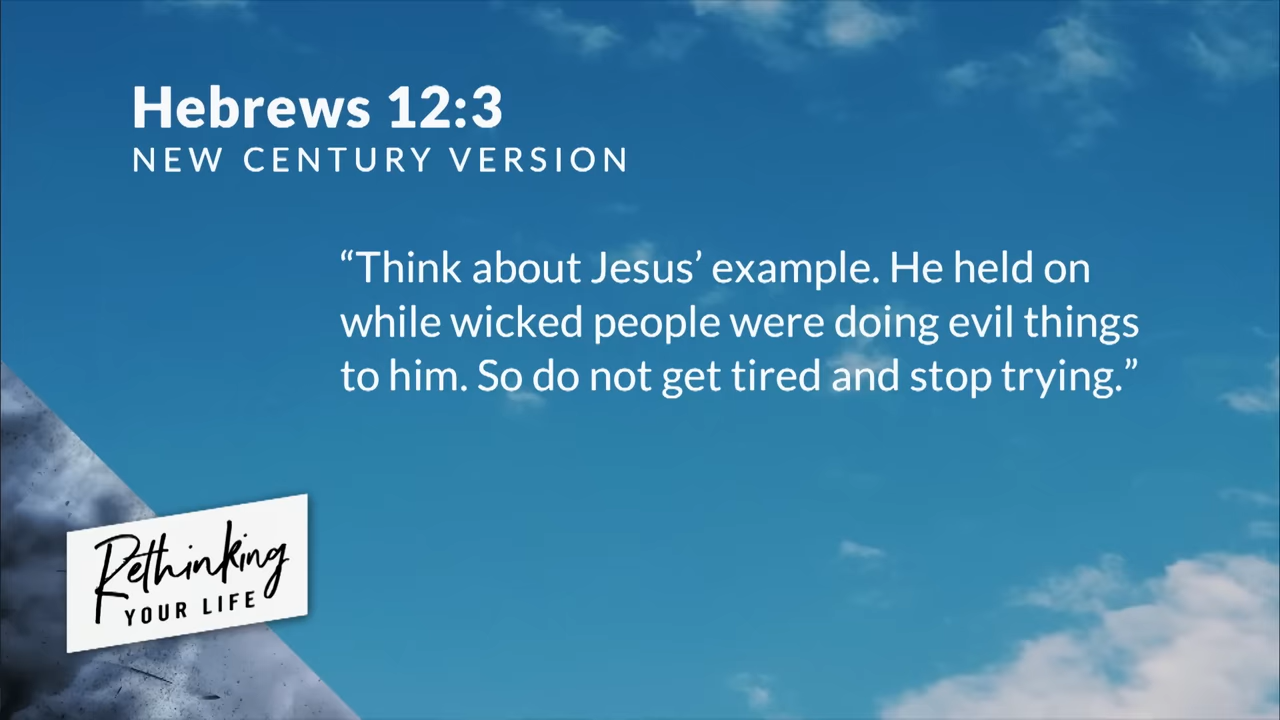 Hebrews 12:3
NEW CENTURY VERSION
“Think about Jesus’ example. He held on
while wicked people were doing evil things
to him. So do not get tired and stop trying.”
Rethinking
YOUR LIFE